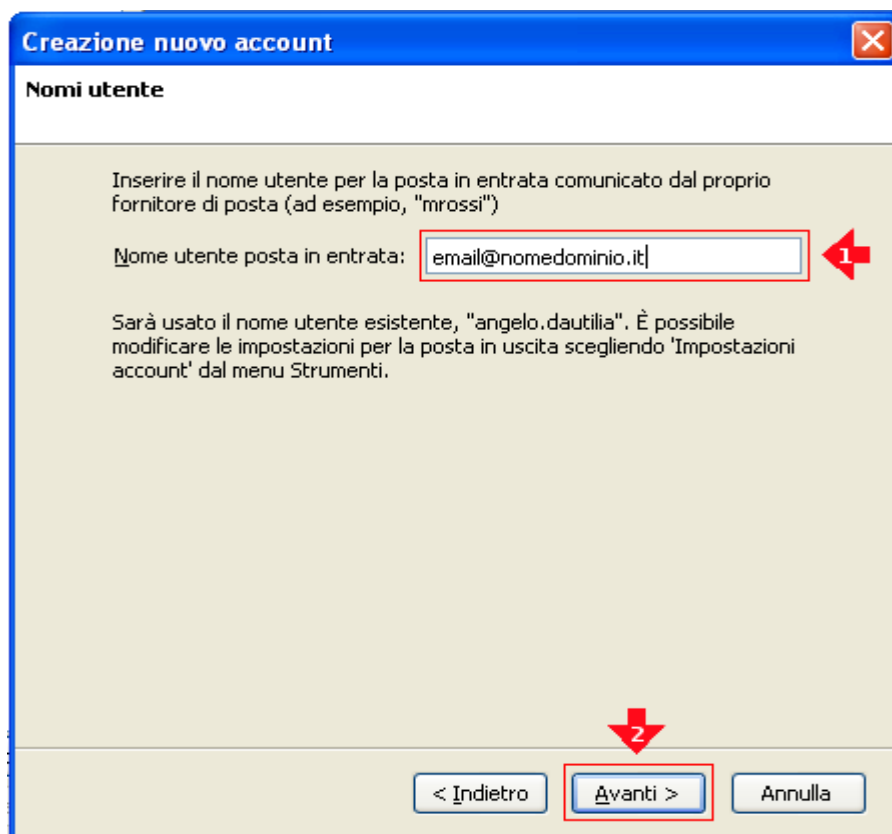 Creazione nuovo account
Nomi utente
Inserire il nome utente per la posta in entrata comunicato dal proprio
fornitore di posta (ad esempio, "mrossi")
Nome utente posta in entrata: email@nomedominio.it
1
Sarà usato il nome utente esistente, "angelo.dautilia". È possibile
modificare le impostazioni per la posta in uscita scegliendo 'Impostazioni
account' dal menu Strumenti.
2
< Indietro Avanti > Annulla